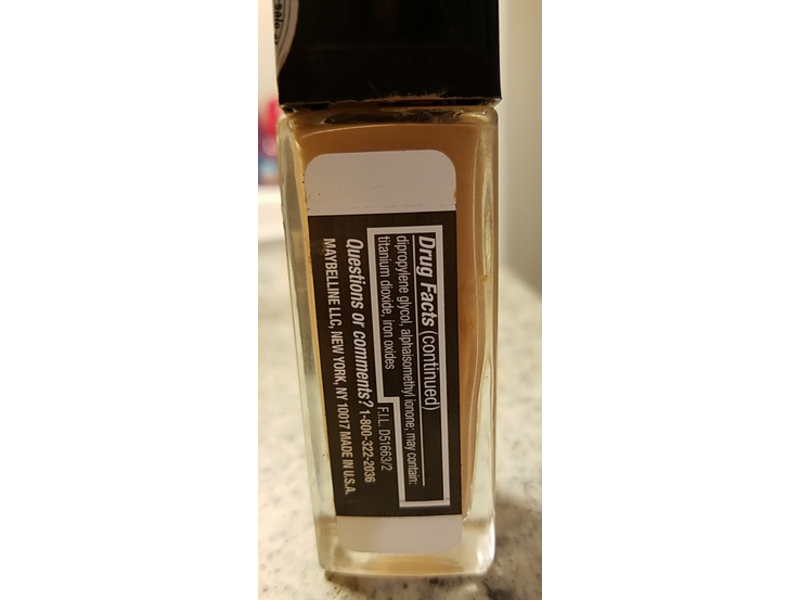 Drug Facts (continued)
dipropylene glycol, alphaisomethyl ionone; may contain:
titanium dioxide, iron oxides
F.I.L. D51663/2
Questions or comments? 1-800-322-2036
MAYBELLINE LLC, NEW YORK, NY 10017 MADE IN U.S.A.